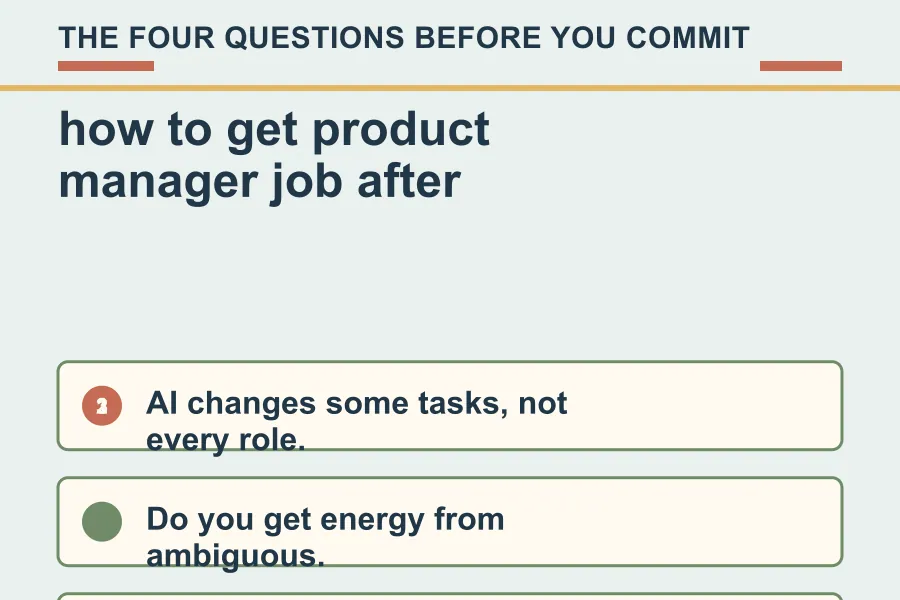 THE FOUR QUESTIONS BEFORE YOU COMMIT
how to get product
manager job after
AI changes some tasks, not
every role.
Do you get energy from
ambiguous.